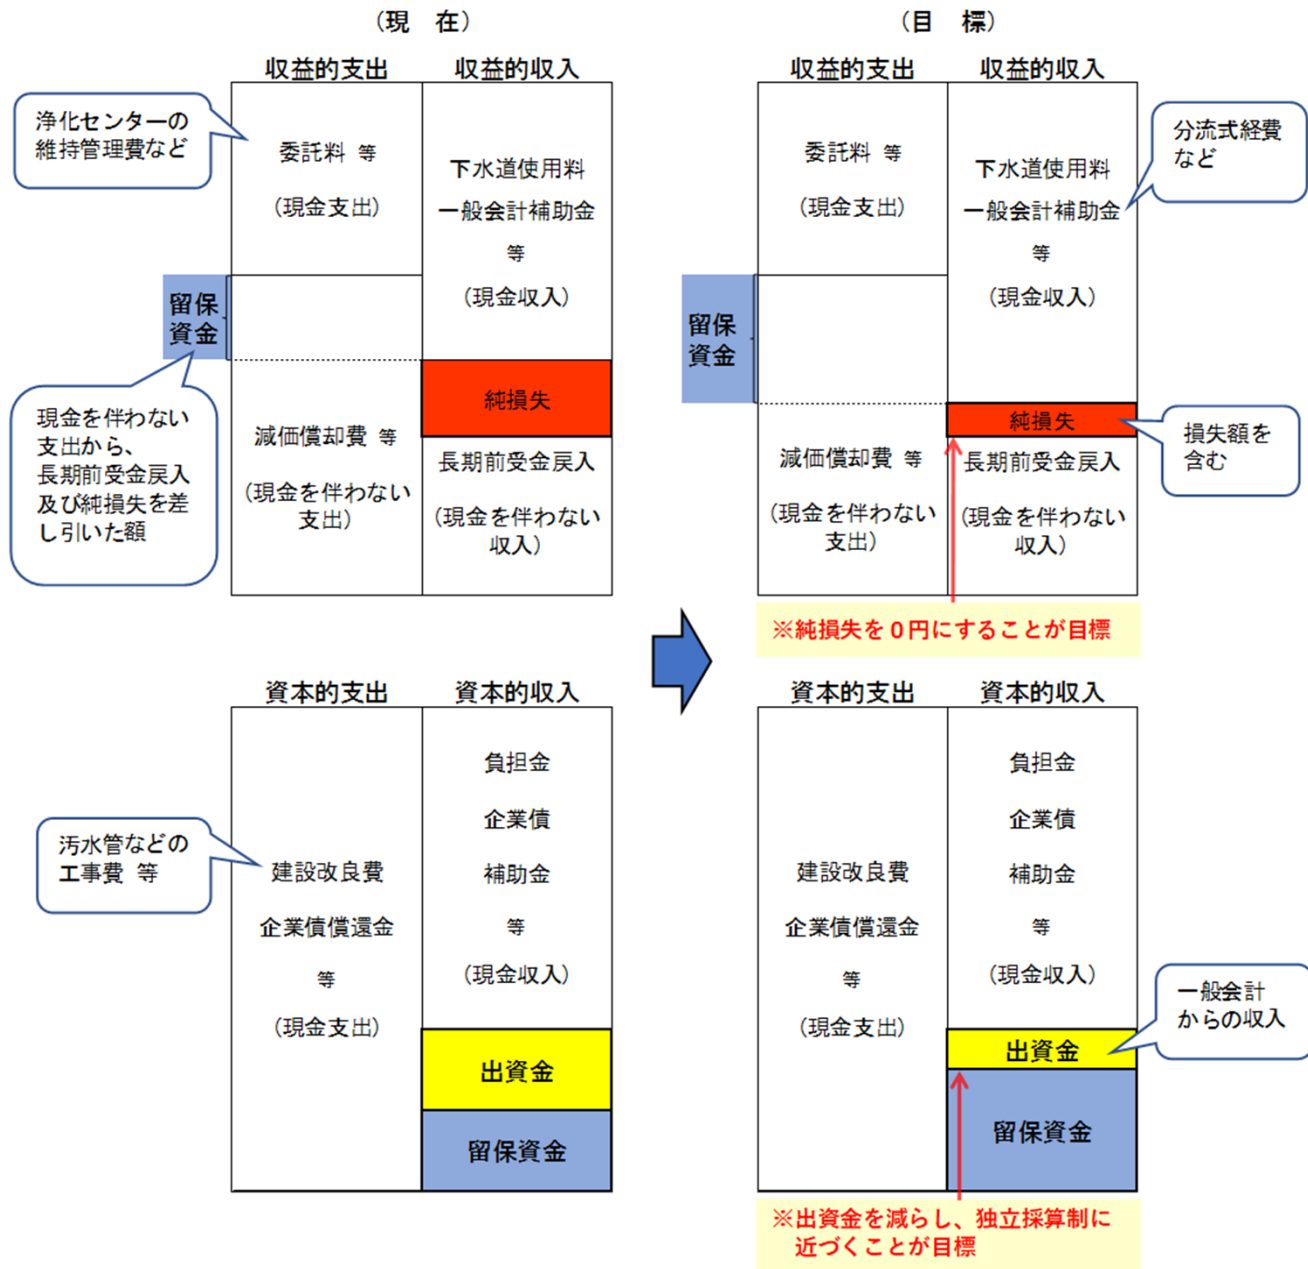 （現　在）
収益的支出
収益的収入
浄化センターの
維持管理費など
委託料 等
（現金支出）
下水道使用料
一般会計補助金
等
（現金収入）
留保
資金
純損失
現金を伴わない
支出から、
長期前受金戻入
及び純損失を差
し引いた額
減価償却費 等
（現金を伴わない
支出）
長期前受金戻入
（現金を伴わない
収入）
資本的支出
資本的収入
汚水管などの
工事費 等
建設改良費
企業債償還金
等
（現金支出）
負担金
企業債
補助金
等
（現金収入）
出資金
留保資金
（目　標）
収益的支出
収益的収入
委託料 等
（現金支出）
下水道使用料
一般会計補助金
等
（現金収入）
分流式経費
など
留保
資金
純損失
損失額を
含む
減価償却費 等
（現金を伴わない
支出）
長期前受金戻入
（現金を伴わない
収入）
※純損失を０円にすることが目標
資本的支出
資本的収入
建設改良費
企業債償還金
等
（現金支出）
負担金
企業債
補助金
等
（現金収入）
一般会計
からの収入
出資金
留保資金
※出資金を減らし、独立採算制に
近づくことが目標